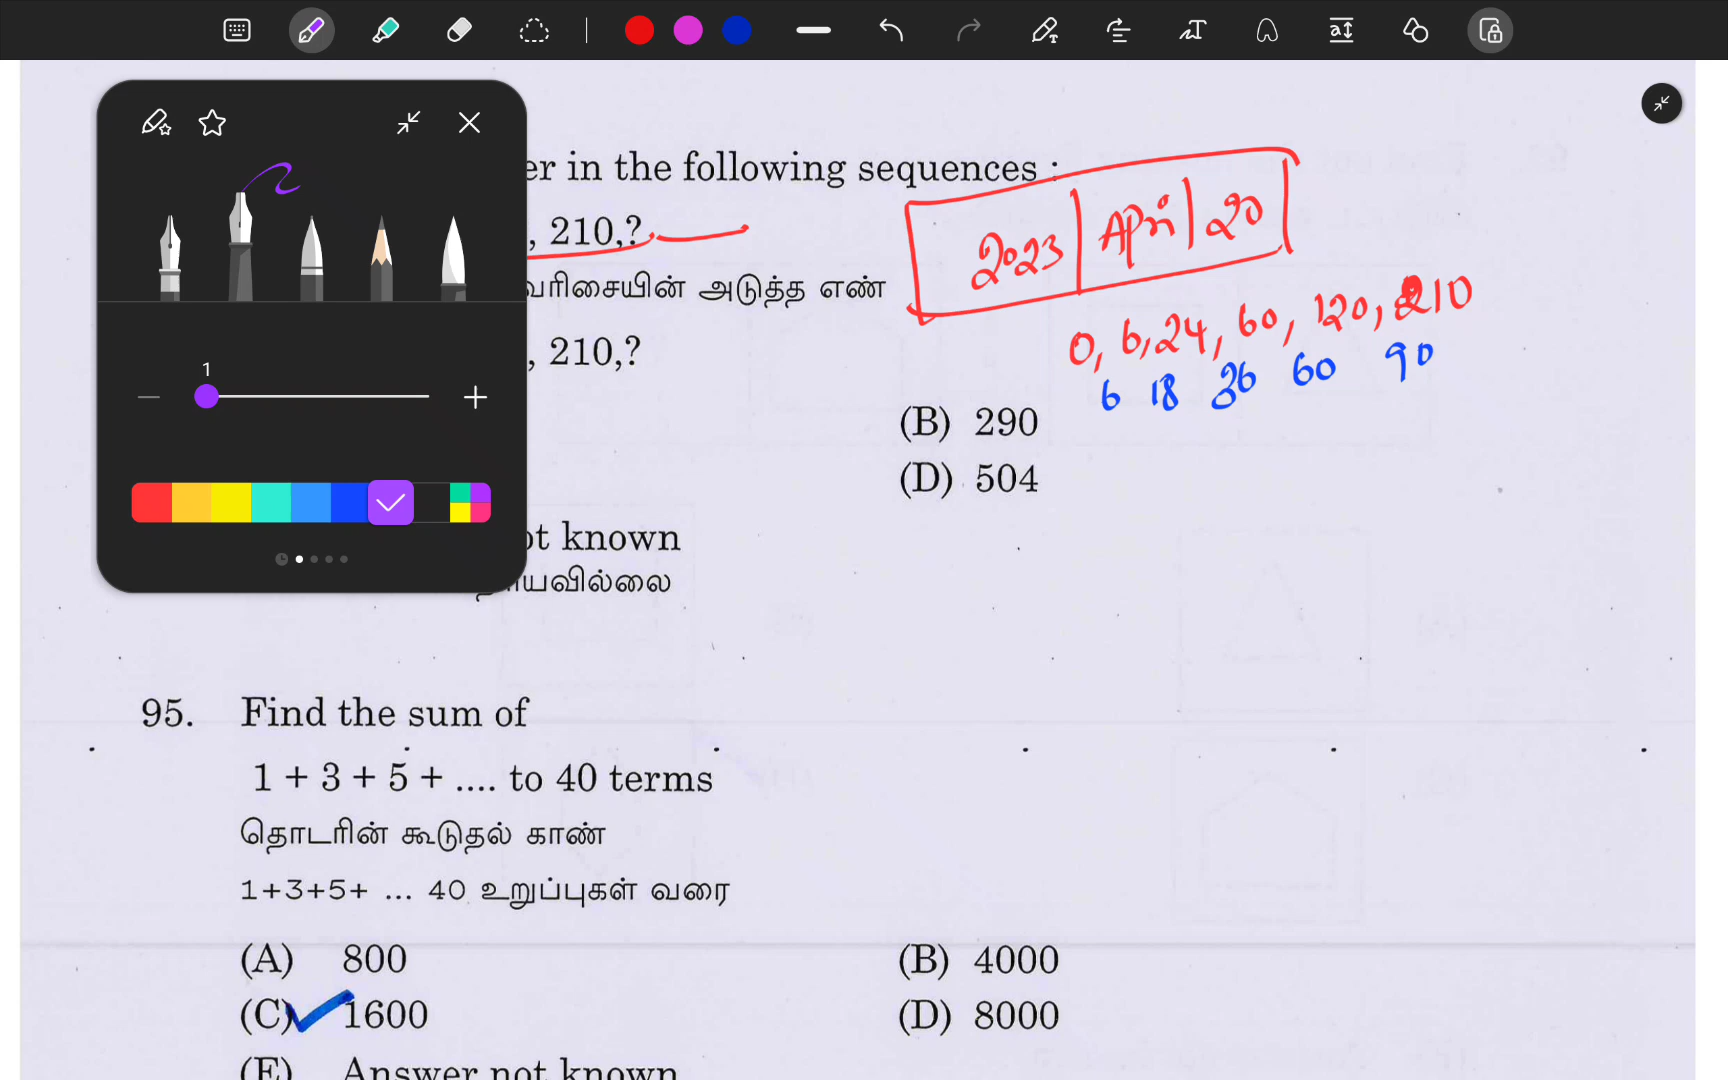 er in the following sequences :
, 210,?
2023 | April | 20
வரிசையின் அடுத்த எண்
0, 6, 24, 60, 120, 210
, 210,?
6 18 36 60 90
1
(B) 290
(D) 504
ot known
யவில்லை
95. Find the sum of
1 + 3 + 5 + .... to 40 terms
தொடரின் கூடுதல் காண்
1+3+5+ ... 40 உறுப்புகள் வரை
(A) 800 (B) 4000
(C) 1600 (D) 8000
(E) Answer not known